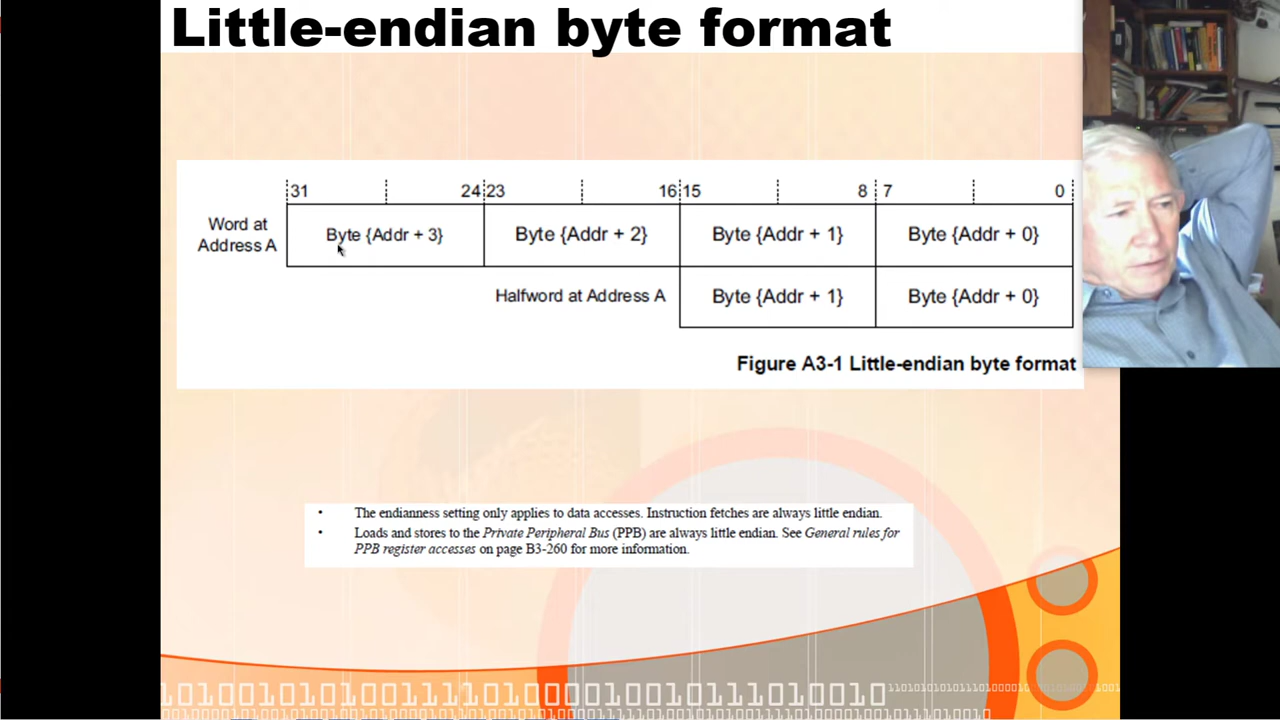 Little-endian byte format
31 24 23 16 15 8 7 0
Word at
Address A
Byte {Addr + 3} Byte {Addr + 2} Byte {Addr + 1} Byte {Addr + 0}
Halfword at Address A Byte {Addr + 1} Byte {Addr + 0}
Figure A3-1 Little-endian byte format
• The endianness setting only applies to data accesses. Instruction fetches are always little endian.
• Loads and stores to the Private Peripheral Bus (PPB) are always little endian. See General rules for
PPB register accesses on page B3-260 for more information.